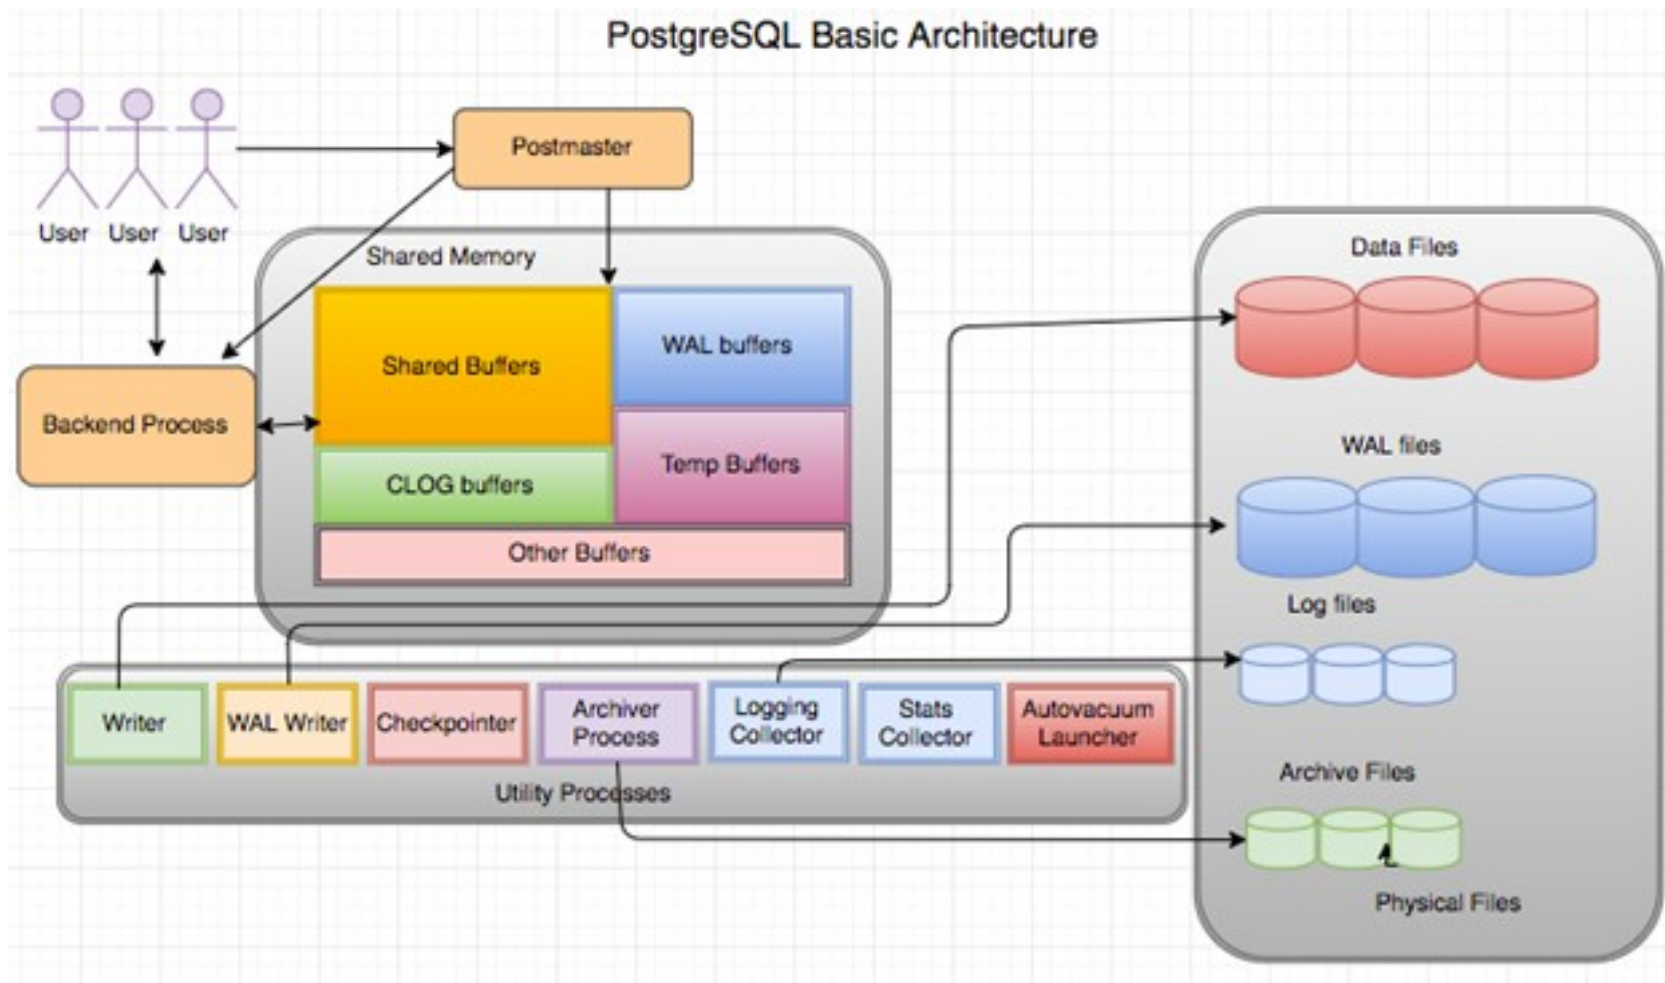 PostgreSQL Basic Architecture
Postmaster
User User User
Shared Memory
Shared Buffers
WAL buffers
Backend Process
Temp Buffers
CLOG buffers
Other Buffers
Writer
WAL Writer
Checkpointer
Archiver
Process
Logging
Collector
Stats
Collector
Autovacuum
Launcher
Utility Processes
Data Files
WAL files
Log files
Archive Files
Physical Files